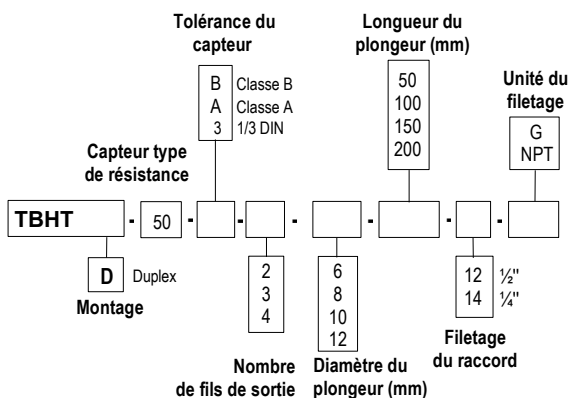 Tolérance du
capteur
B Classe B
A Classe A
3 1/3 DIN
Longueur du
plongeur (mm)
50
100
150
200
Unité du
filetage
G
NPT
Capteur type
de résistance
TBHT - 50 - - - - - -
D Duplex
Montage
2
3
4
Nombre
de fils de sortie
6
8
10
12
Diamètre du
plongeur (mm)
12 ½"
14 ¼"
Filetage
du raccord